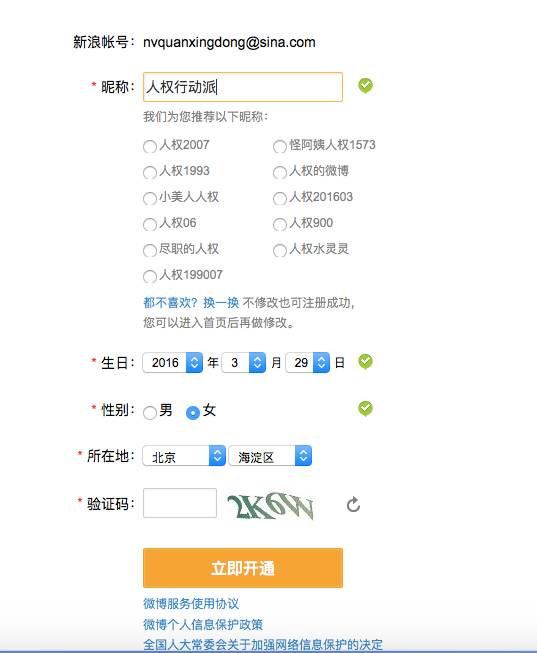 新浪帐号： nvquanxingdong@sina.com
* 昵称： 人权行动派
我们为您推荐以下昵称：
人权2007 怪阿姨人权1573
人权1993 人权的微博
小美人人权 人权201603
人权06 人权900
尽职的人权 人权水灵灵
人权199007
都不喜欢？换一换 不修改也可注册成功，
您可以进入首页后再做修改。
* 生日： 2016 年 3 月 29 日
* 性别： 男 女
* 所在地： 北京 海淀区
* 验证码： 2K6W
立即开通
微博服务使用协议
微博个人信息保护政策
全国人大常委会关于加强网络信息保护的决定